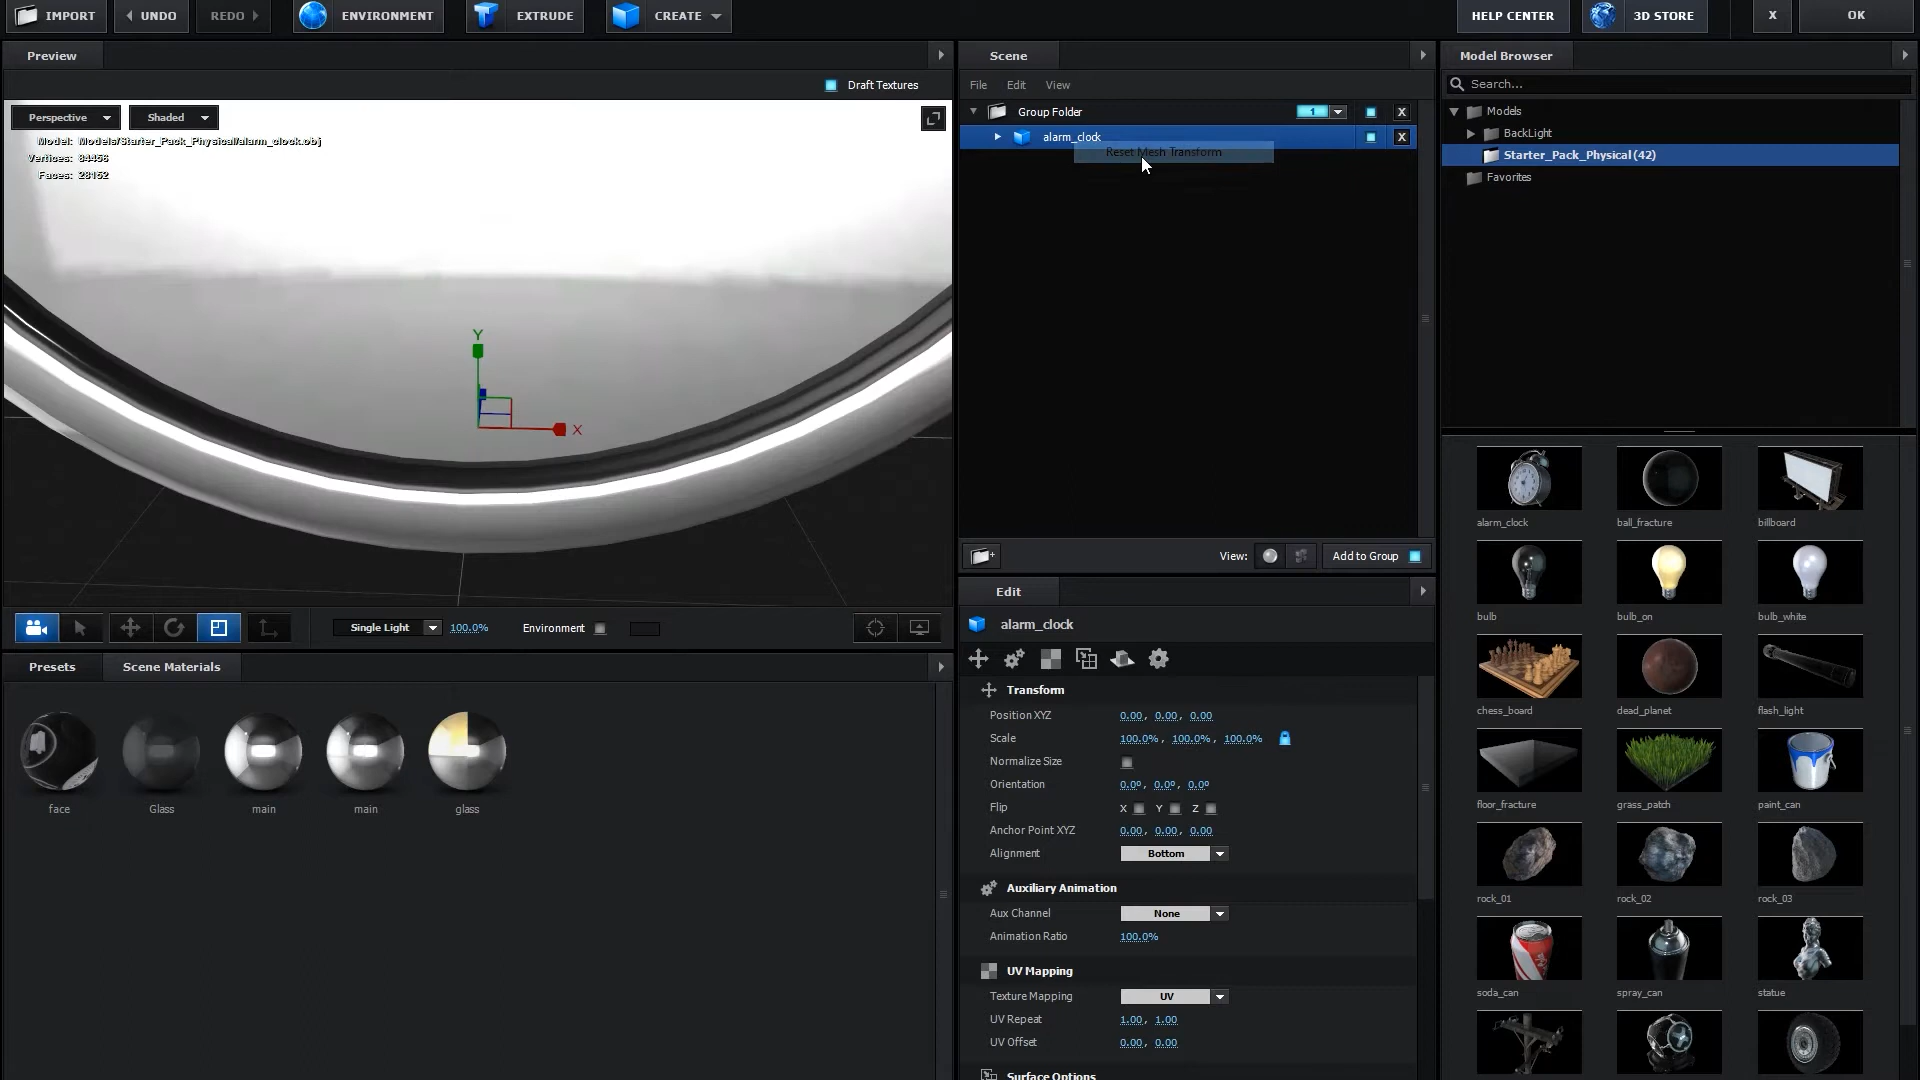 IMPORT
UNDO
REDO
ENVIRONMENT
EXTRUDE
CREATE
HELP CENTER
3D STORE
X
OK
Preview
Draft Textures
Perspective
Shaded
Model: Models/Starter_Pack_Physical/alarm_clock.obj
Vertices: 84456
Faces: 28152
Y
X
Single Light
100.0%
Environment
Presets
Scene Materials
face
Glass
main
main
glass
Scene
File
Edit
View
Group Folder
1
X
alarm_clock
X
Reset Mesh Transform
View:
Add to Group
Edit
alarm_clock
Transform
Position XYZ
0.00, 0.00, 0.00
Scale
100.0%, 100.0%, 100.0%
Normalize Size
Orientation
0.0º, 0.0º, 0.0º
Flip
X
Y
Z
Anchor Point XYZ
0.00, 0.00, 0.00
Alignment
Bottom
Auxiliary Animation
Aux Channel
None
Animation Ratio
100.0%
UV Mapping
Texture Mapping
UV
UV Repeat
1.00, 1.00
UV Offset
0.00, 0.00
Surface Options
Model Browser
Search...
Models
BackLight
Starter_Pack_Physical (42)
Favorites
alarm_clock
ball_fracture
billboard
bulb
bulb_on
bulb_white
chess_board
dead_planet
flash_light
floor_fracture
grass_patch
paint_can
rock_01
rock_02
rock_03
soda_can
spray_can
statue